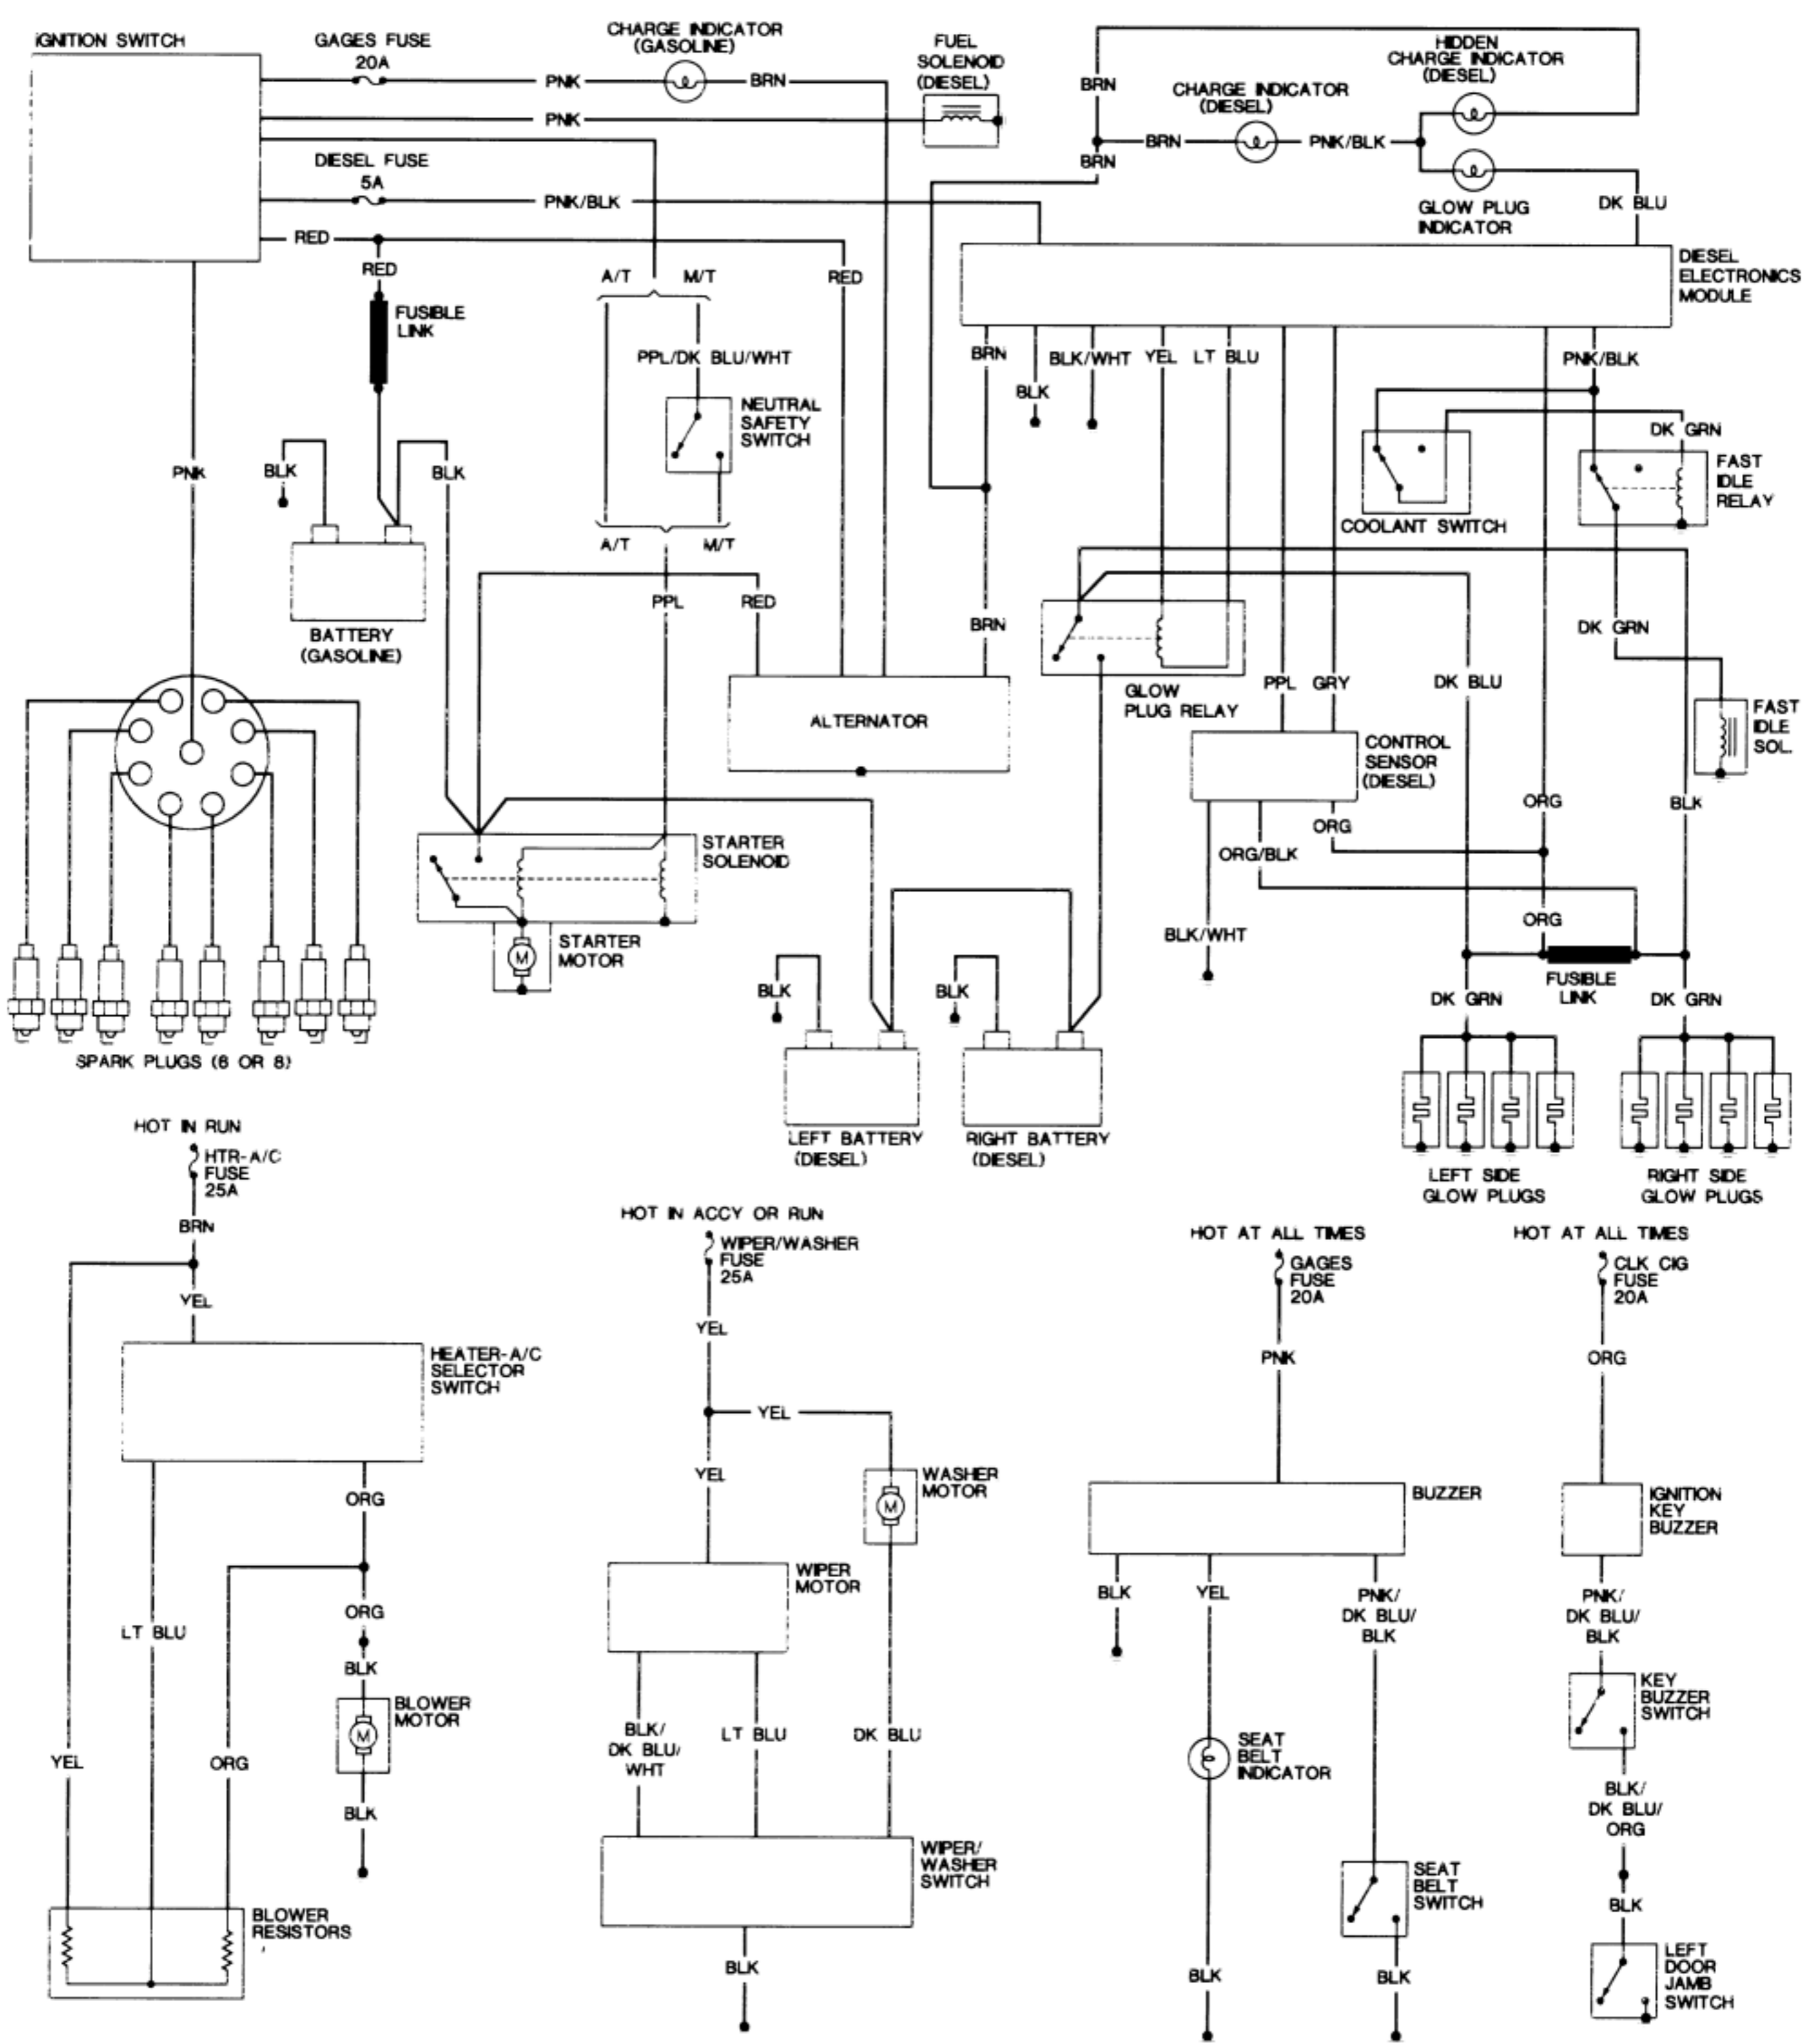 IGNITION SWITCH
GAGES FUSE
20A
PNK
CHARGE INDICATOR
(GASOLINE)
BRN
FUEL
SOLENOID
(DIESEL)
PNK
DIESEL FUSE
5A
PNK/BLK
RED
RED
FUSIBLE
LINK
BRN
BRN
CHARGE INDICATOR
(DIESEL)
BRN
PNK/BLK
HIDDEN
CHARGE INDICATOR
(DIESEL)
GLOW PLUG
INDICATOR
DK BLU
DIESEL
ELECTRONICS
MODULE
A/T
M/T
RED
PPL/DK BLU/WHT
NEUTRAL
SAFETY
SWITCH
A/T
M/T
PNK
BLK
BLK
BATTERY
(GASOLINE)
PPL
RED
BRN
BLK
BLK/WHT
YEL
LT BLU
PNK/BLK
DK GRN
COOLANT SWITCH
FAST
IDLE
RELAY
BRN
DK GRN
GLOW
PLUG RELAY
PPL
GRY
DK BLU
FAST
IDLE
SOL.
ALTERNATOR
CONTROL
SENSOR
(DIESEL)
ORG
BLK
ORG
ORG/BLK
STARTER
SOLENOID
M
STARTER
MOTOR
BLK/WHT
ORG
FUSIBLE
LINK
DK GRN
DK GRN
BLK
BLK
SPARK PLUGS (6 OR 8)
LEFT BATTERY
(DIESEL)
RIGHT BATTERY
(DIESEL)
LEFT SIDE
GLOW PLUGS
RIGHT SIDE
GLOW PLUGS
HOT IN RUN
HTR-A/C
FUSE
25A
BRN
YEL
HEATER-A/C
SELECTOR
SWITCH
ORG
LT BLU
ORG
BLK
M
BLOWER
MOTOR
YEL
ORG
BLK
BLOWER
RESISTORS
HOT IN ACCY OR RUN
WIPER/WASHER
FUSE
25A
YEL
YEL
YEL
M
WASHER
MOTOR
WIPER
MOTOR
BLK/
DK BLU/
WHT
LT BLU
DK BLU
WIPER/
WASHER
SWITCH
BLK
HOT AT ALL TIMES
GAGES
FUSE
20A
PNK
BUZZER
BLK
YEL
PNK/
DK BLU/
BLK
SEAT
BELT
INDICATOR
SEAT
BELT
SWITCH
BLK
BLK
HOT AT ALL TIMES
CLK CIG
FUSE
20A
ORG
IGNITION
KEY
BUZZER
PNK/
DK BLU/
BLK
KEY
BUZZER
SWITCH
BLK/
DK BLU/
ORG
BLK
LEFT
DOOR
JAMB
SWITCH